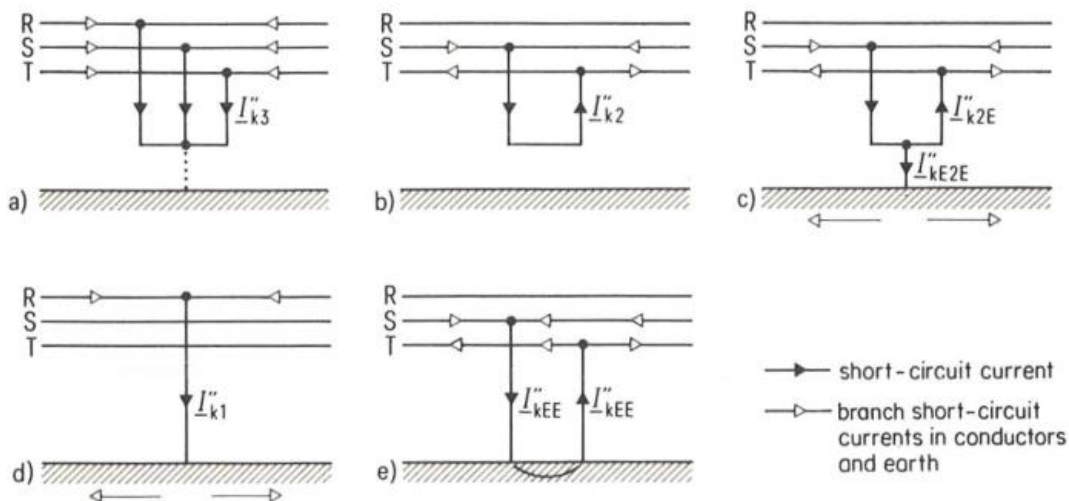 R
S
T
I"k3
a)
R
S
T
I"k2
b)
R
S
T
I"k2E
I"kE2E
c)
R
S
T
I"k1
d)
R
S
T
I"kEE
I"kEE
e)
short-circuit current
branch short-circuit
currents in conductors
and earth